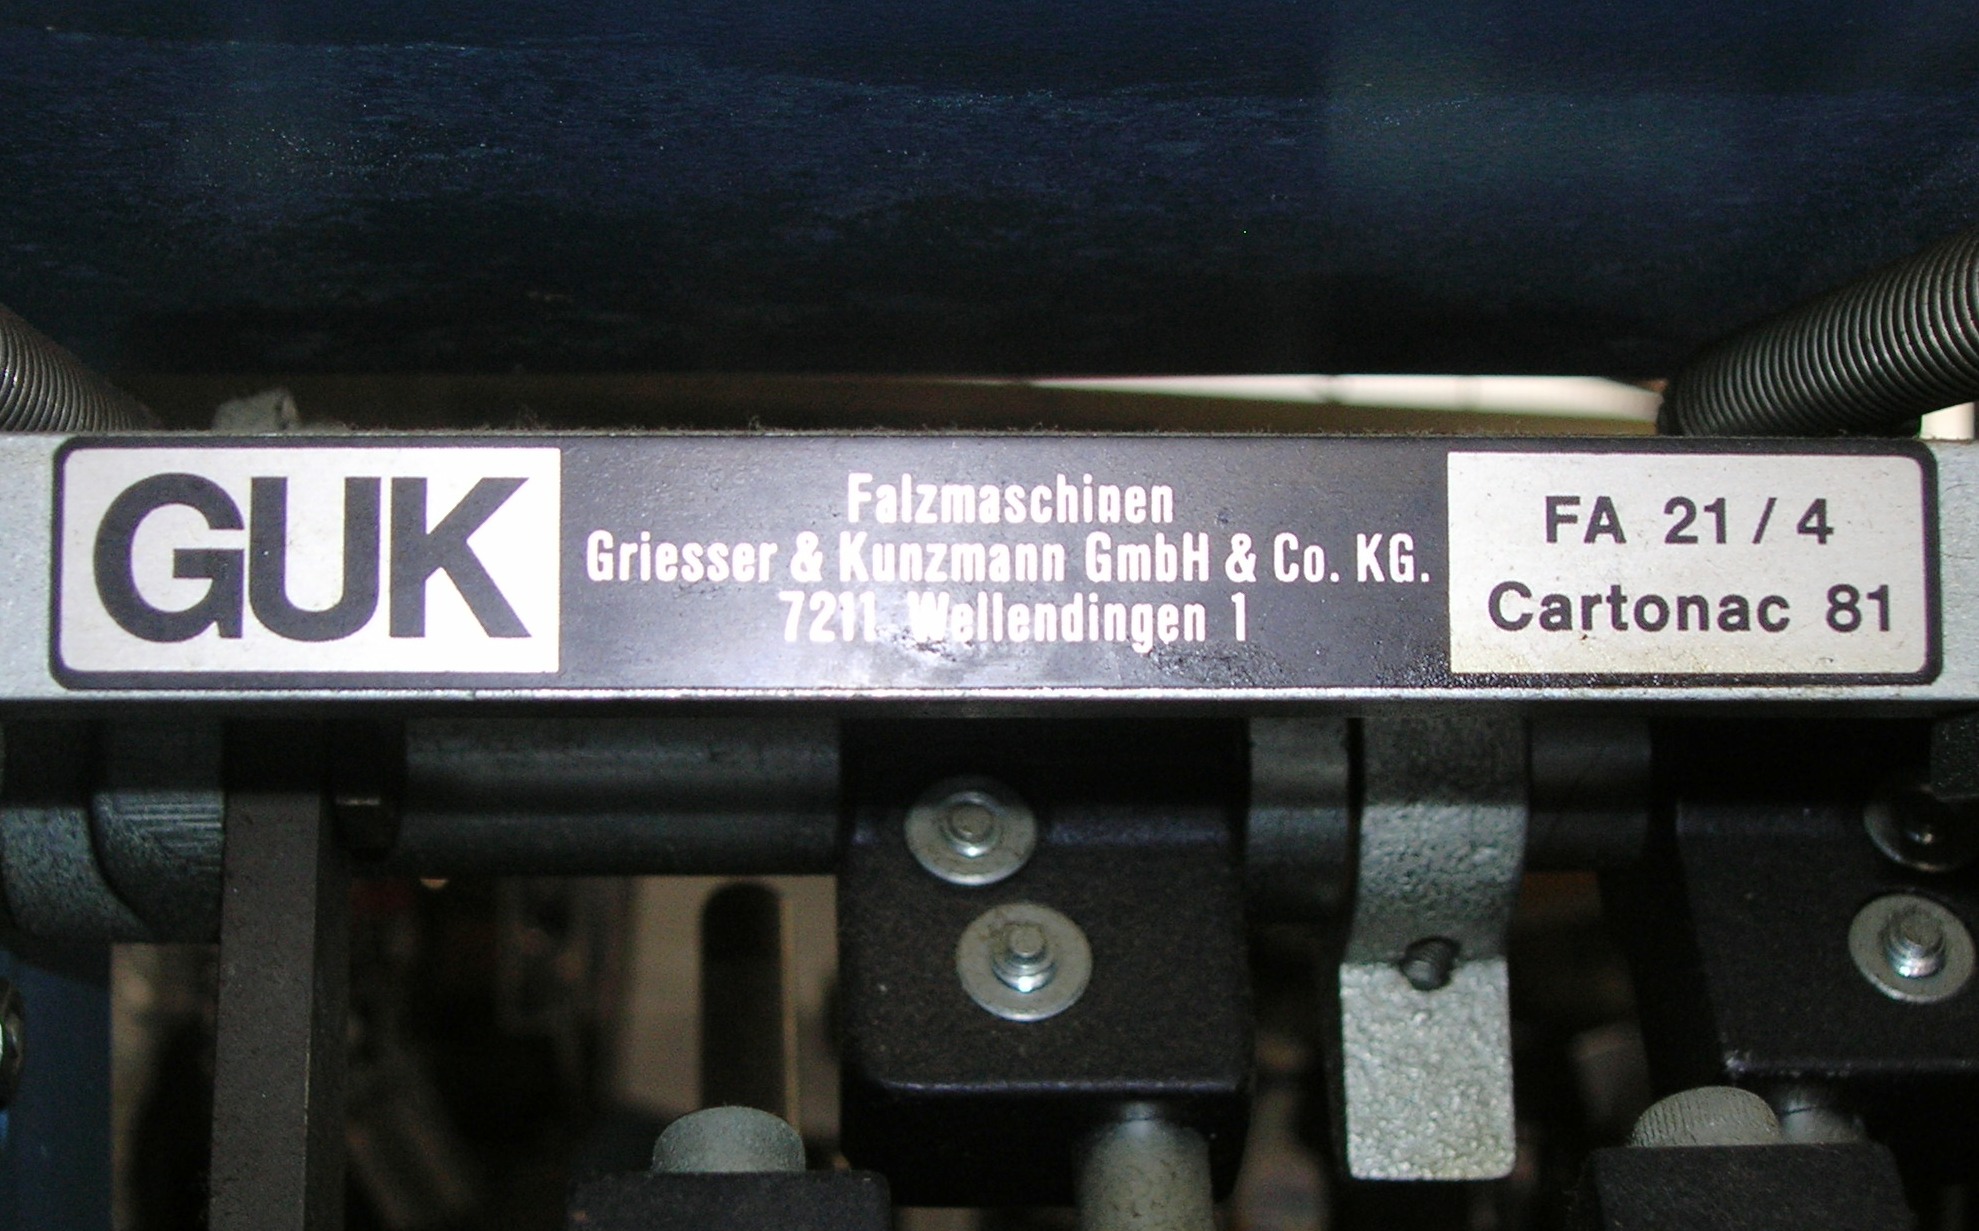 GUK
Falzmaschinen
Griesser & Kunzmann GmbH & Co. KG.
7211 Wellendingen 1
FA 21 / 4
Cartonac 81